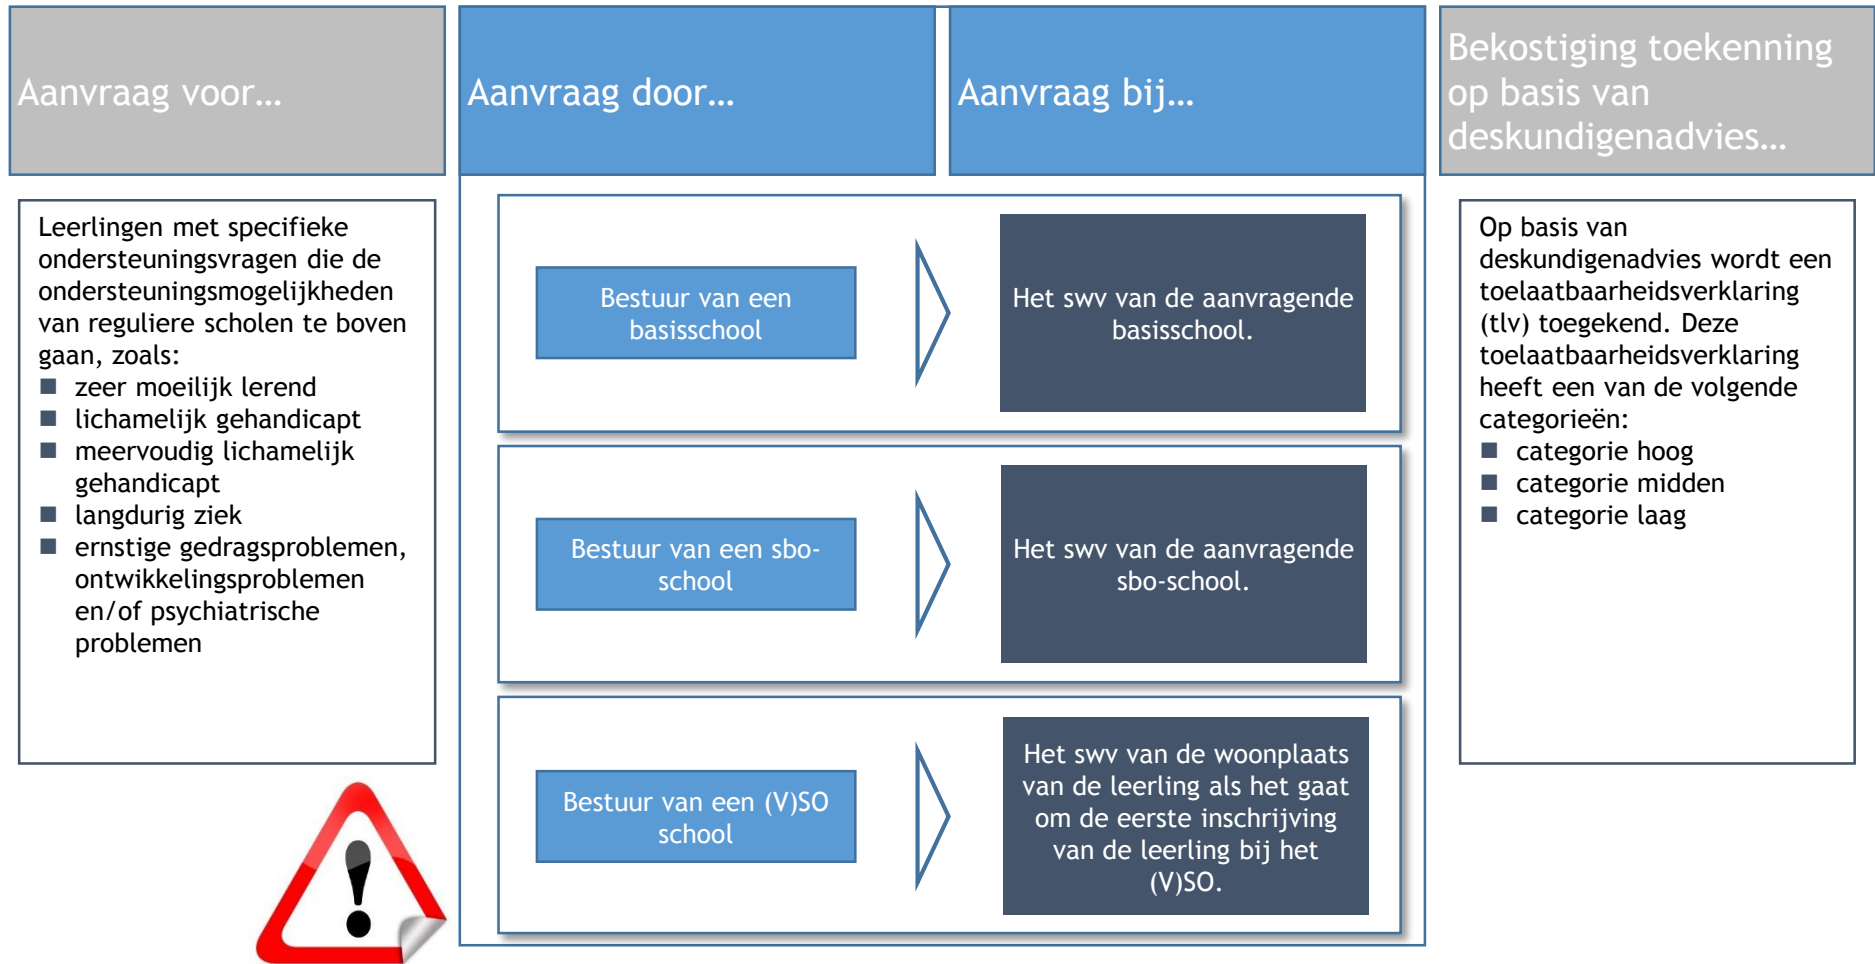 Aanvraag voor…
Aanvraag door…
Aanvraag bij…
Bekostiging toekenning
op basis van
deskundigenadvies…
Leerlingen met specifieke
ondersteuningsvragen die de
ondersteuningsmogelijkheden
van reguliere scholen te boven
gaan, zoals:
■ zeer moeilijk lerend
■ lichamelijk gehandicapt
■ meervoudig lichamelijk
gehandicapt
■ langdurig ziek
■ ernstige gedragsproblemen,
ontwikkelingsproblemen
en/of psychiatrische
problemen
Bestuur van een
basisschool
Het swv van de aanvragende
basisschool.
Bestuur van een sbo-
school
Het swv van de aanvragende
sbo-school.
Bestuur van een (V)SO
school
Het swv van de woonplaats
van de leerling als het gaat
om de eerste inschrijving
van de leerling bij het
(V)SO.
Op basis van
deskundigenadvies wordt een
toelaatbaarheidsverklaring
(tlv) toegekend. Deze
toelaatbaarheidsverklaring
heeft een van de volgende
categorieën:
■ categorie hoog
■ categorie midden
■ categorie laag